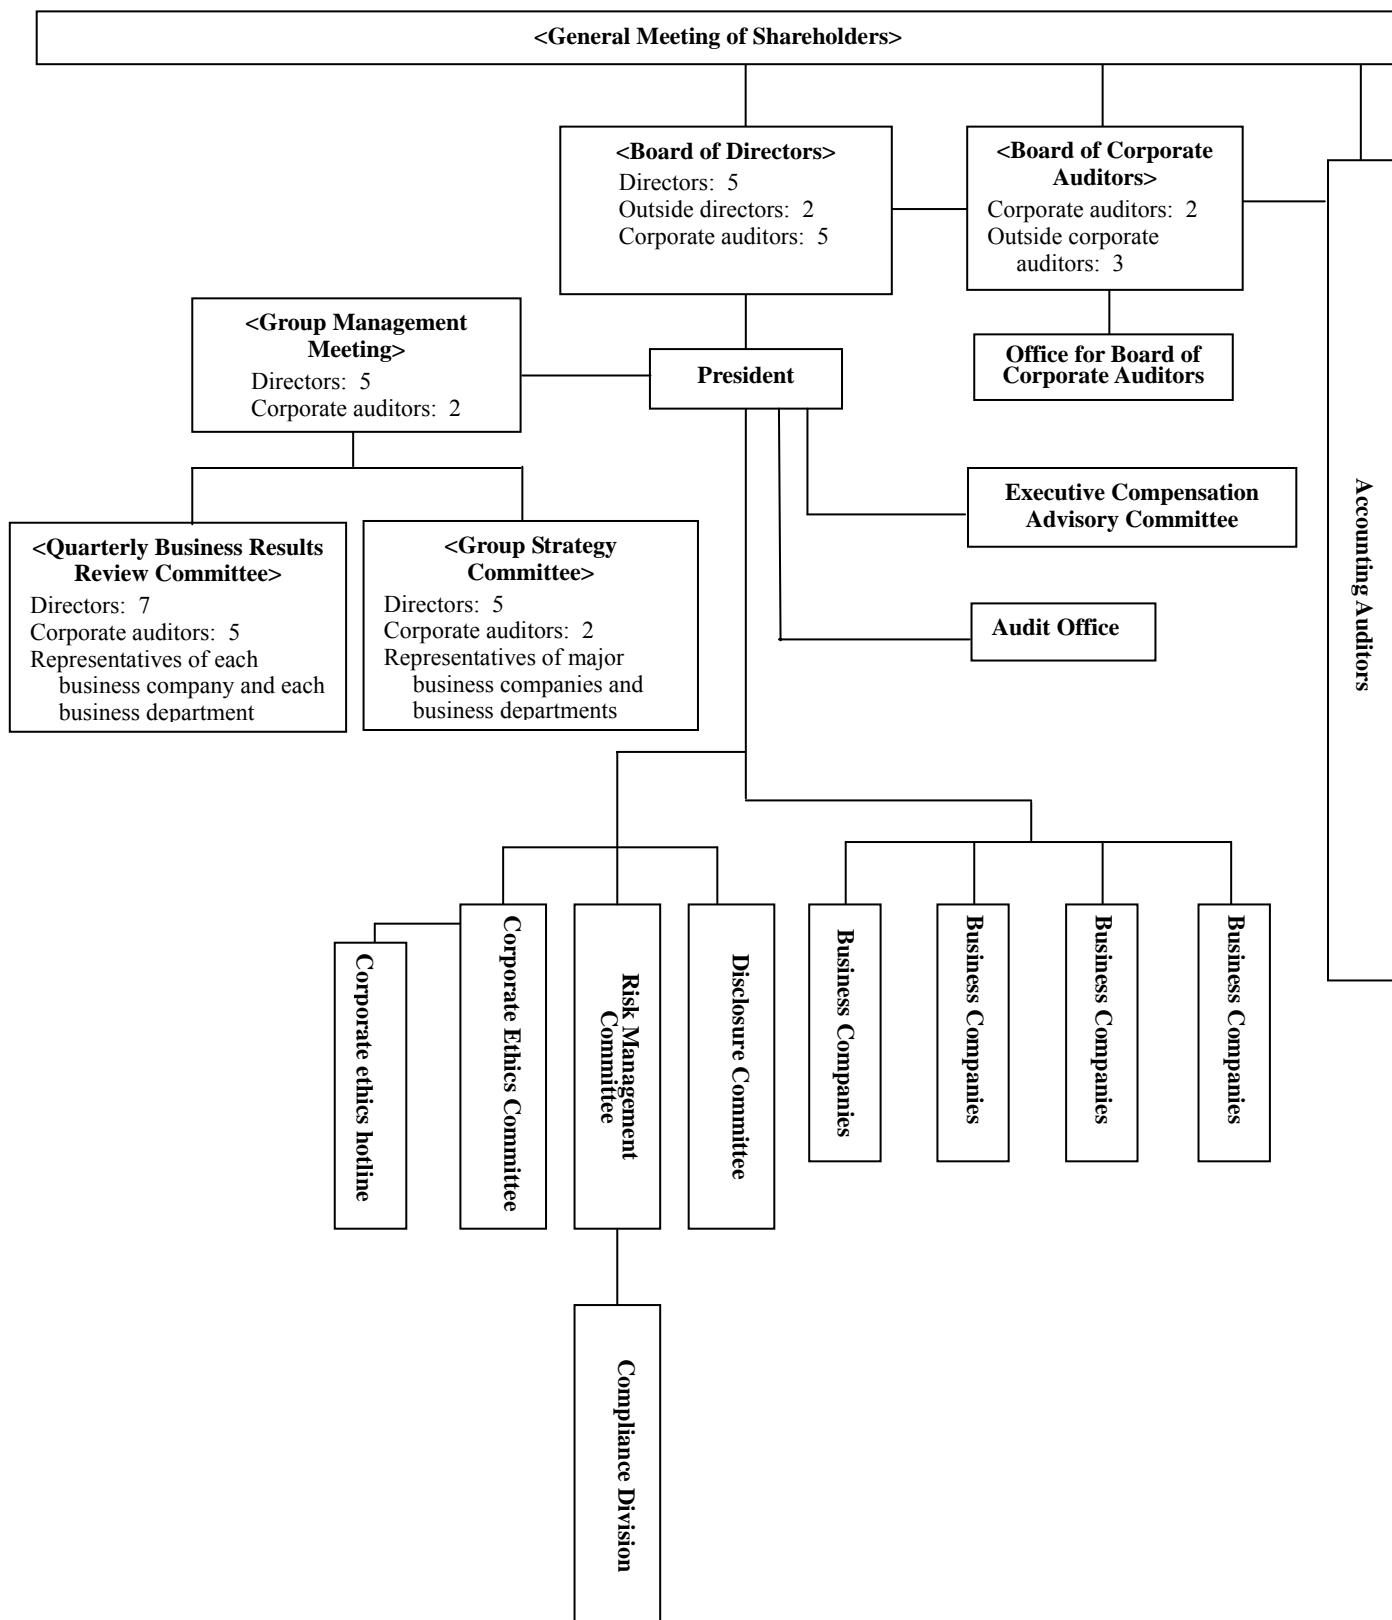 <General Meeting of Shareholders>
<Board of Directors>
Directors: 5
Outside directors: 2
Corporate auditors: 5
<Board of Corporate
Auditors>
Corporate auditors: 2
Outside corporate
auditors: 3
<Group Management
Meeting>
Directors: 5
Corporate auditors: 2
President
Office for Board of
Corporate Auditors
Executive Compensation
Advisory Committee
Accounting Auditors
<Quarterly Business Results
Review Committee>
Directors: 7
Corporate auditors: 5
Representatives of each
business company and each
business department
<Group Strategy
Committee>
Directors: 5
Corporate auditors: 2
Representatives of major
business companies and
business departments
Audit Office
Corporate ethics hotline
Corporate Ethics Committee
Risk Management
Committee
Disclosure Committee
Business Companies
Business Companies
Business Companies
Business Companies
Compliance Division